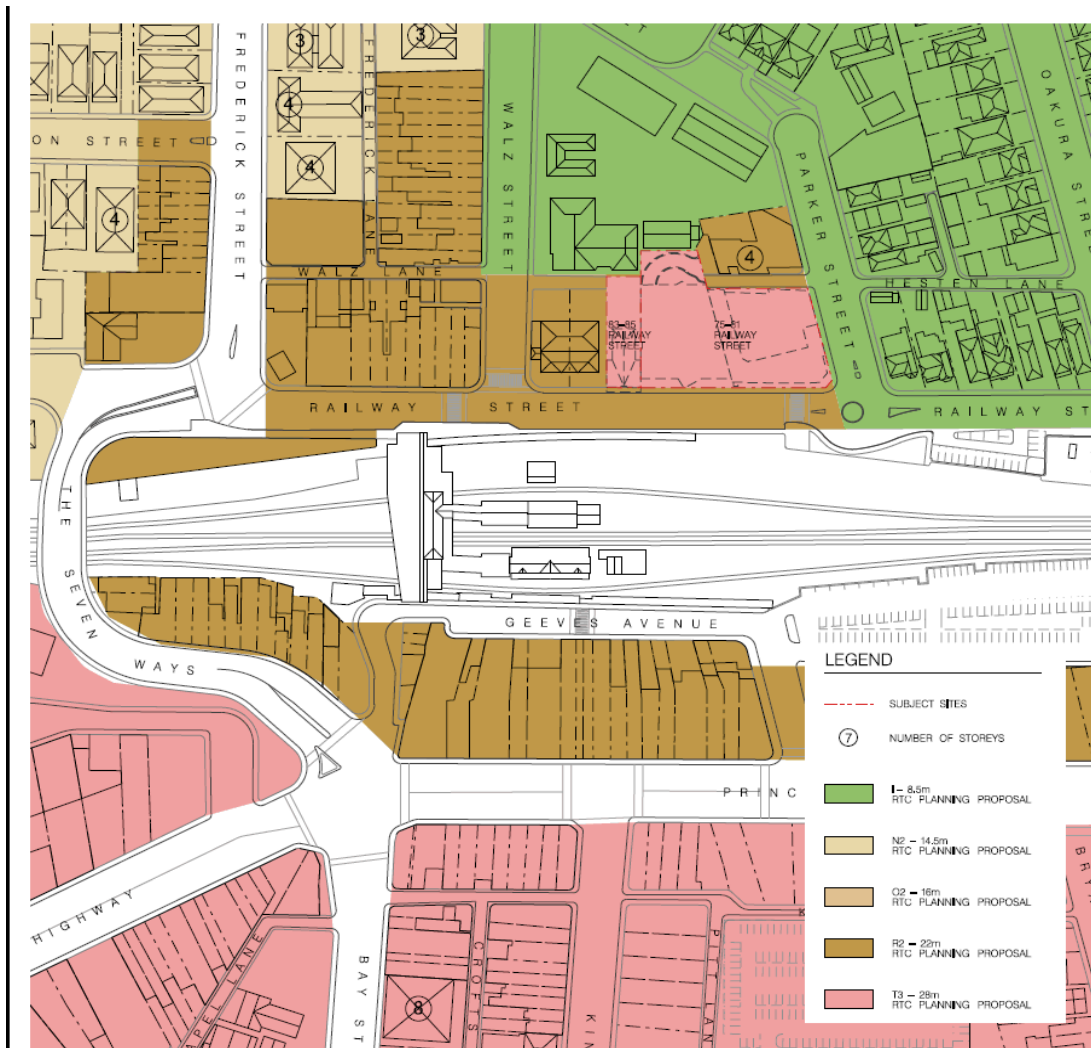 3
3
FREDERICK STREET
FREDERICK LANE
WALZ STREET
OAKURA STREET
PARKER STREET
4
ON STREET
4
4
4
WALZ LANE
HESTEN LANE
83-85
RAILWAY
STREET
75-81
RAILWAY
STREET
RAILWAY STREET
RAILWAY ST
THE SEVEN WAYS
GEEVES AVENUE
PRINC
HIGHWAY
BAY ST
CROFTS
KIN
8
LEGEND
SUBJECT SITES
7 NUMBER OF STOREYS
I - 8.5m
RTC PLANNING PROPOSAL
N2 - 14.5m
RTC PLANNING PROPOSAL
O2 - 16m
RTC PLANNING PROPOSAL
R2 - 22m
RTC PLANNING PROPOSAL
T3 - 28m
RTC PLANNING PROPOSAL